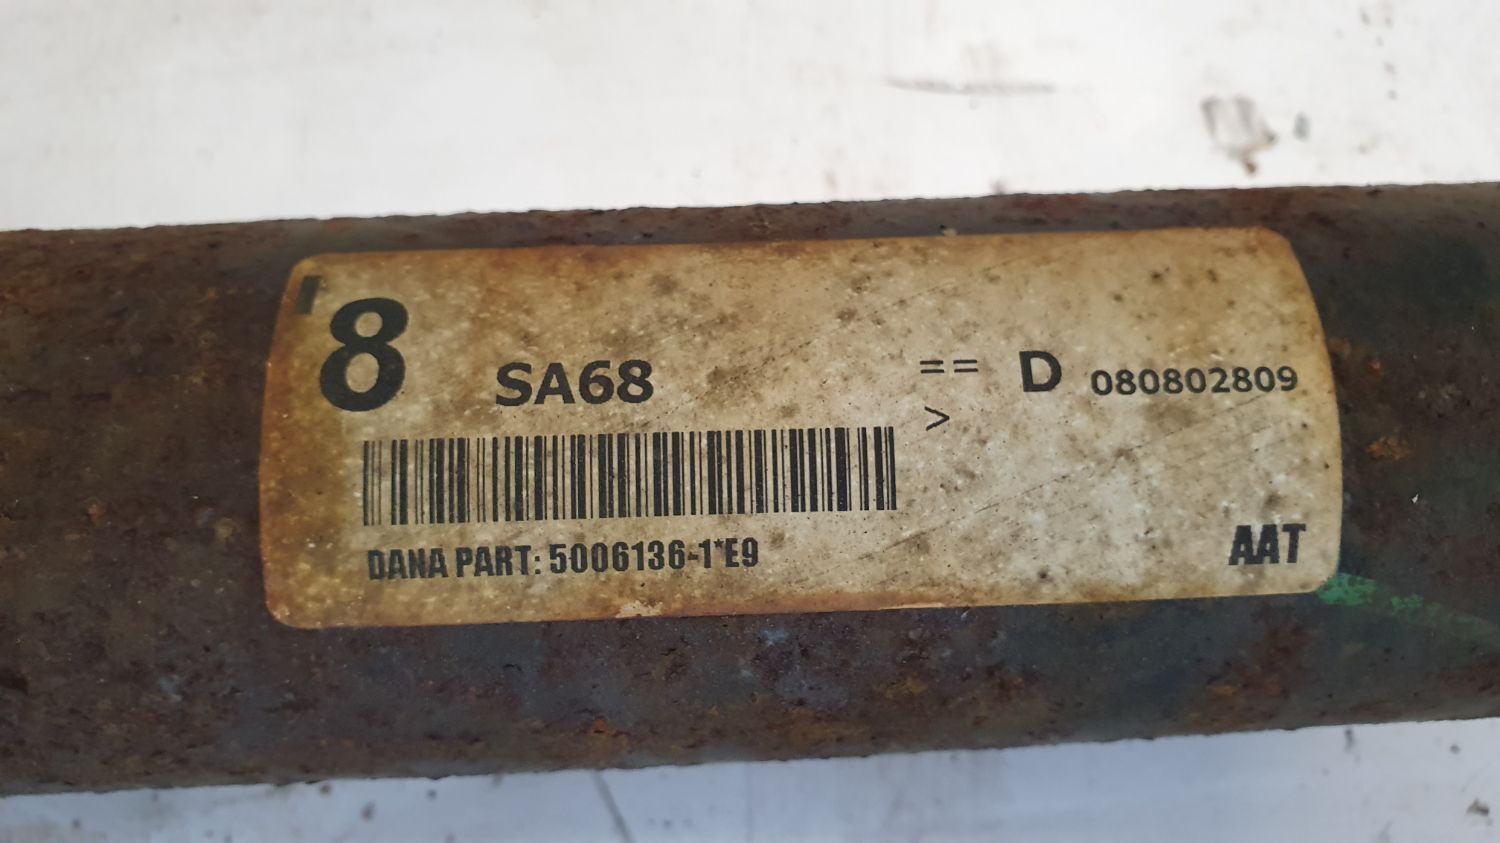 '8 SA68 == D 080802809
>
DANA PART: 5006136-1*E9
AAT